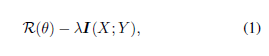 ℛ(θ) − λI(X; Y), (1)